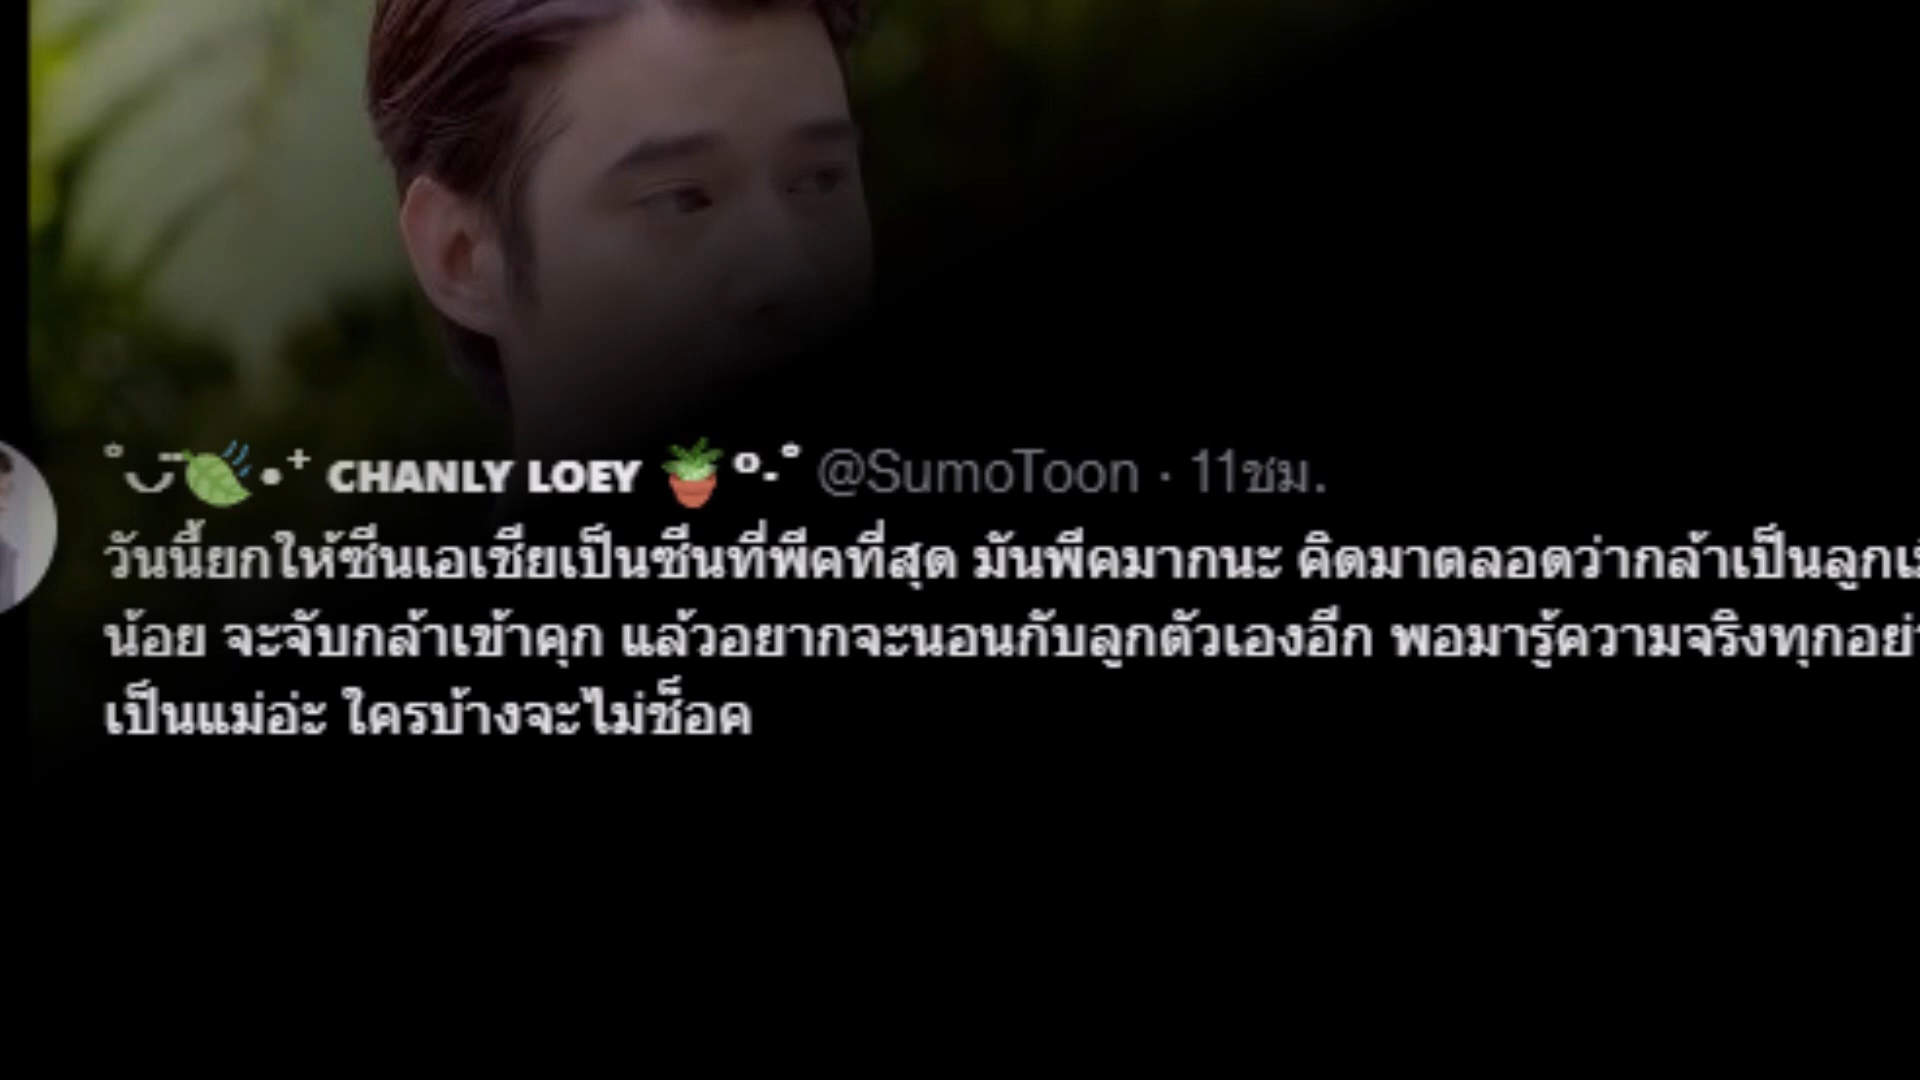 CHANLY LOEY 🪴 @SumoToon · 11ชม.
วันนี้ยกให้ซีนเอเชียเป็นซีนที่พีคที่สุด มันพีคมากนะ คิดมาตลอดว่ากล้าเป็นลูก
น้อย จะจับกล้าเข้าคุก แล้วอยากจะนอนกับลูกตัวเองอีก พอมารู้ความจริง
เป็นแม่อ่ะ ใครบ้างจะไม่ช็อค